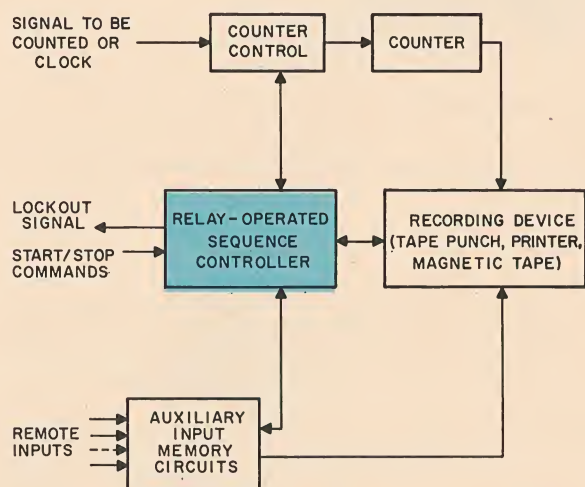 SIGNAL TO BE
COUNTED OR
CLOCK
COUNTER
CONTROL
COUNTER
LOCKOUT
SIGNAL
START/STOP
COMMANDS
RELAY-OPERATED
SEQUENCE
CONTROLLER
RECORDING DEVICE
(TAPE PUNCH, PRINTER,
MAGNETIC TAPE)
REMOTE
INPUTS
AUXILIARY
INPUT
MEMORY
CIRCUITS